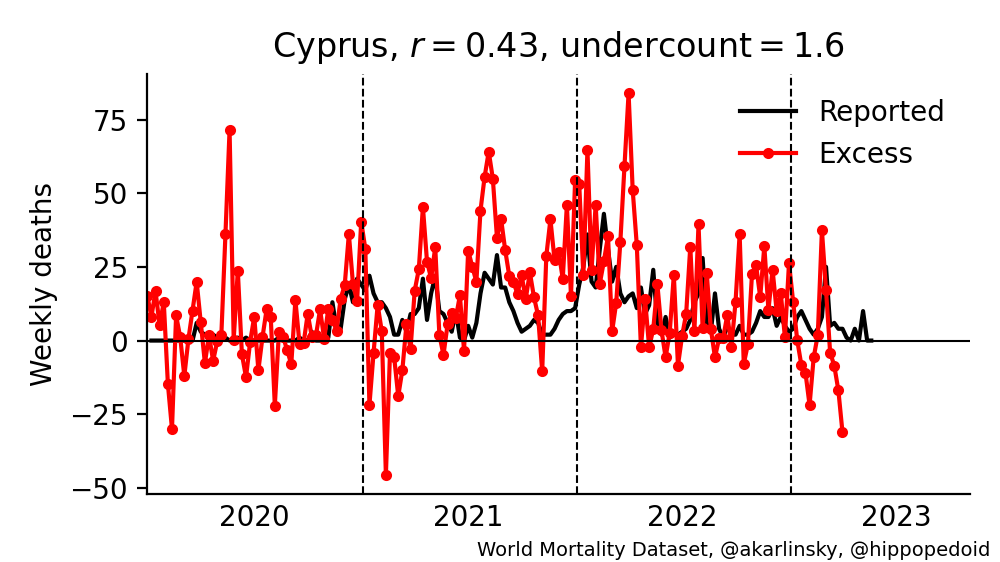 Cyprus, r = 0.43, undercount = 1.6
Reported
Excess
Weekly deaths
75
50
25
0
−25
−50
2020 2021 2022 2023
World Mortality Dataset, @akarlinsky, @hippopedoid